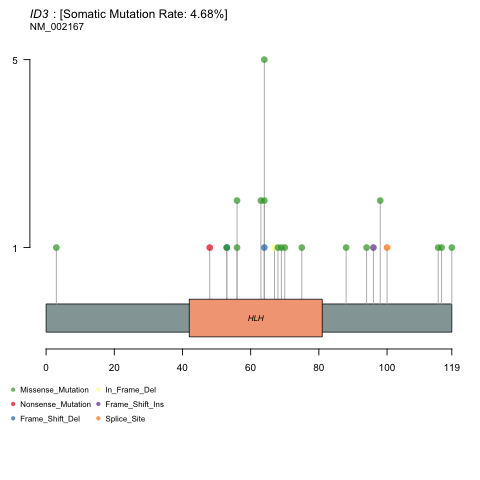 ID3 : [Somatic Mutation Rate: 4.68%]
NM_002167
5
1
HLH
0 20 40 60 80 100 119
Missense_Mutation In_Frame_Del
Nonsense_Mutation Frame_Shift_Ins
Frame_Shift_Del Splice_Site